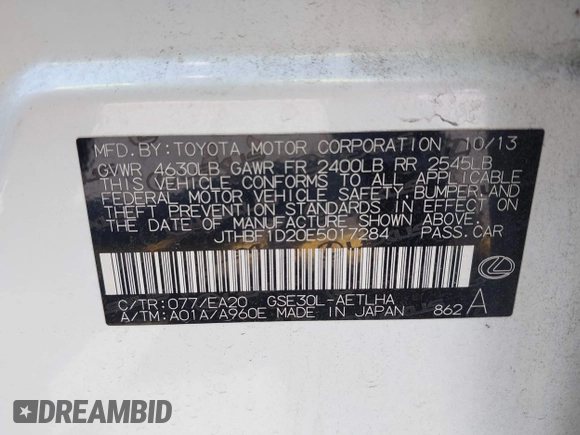 MFD.BY:TOYOTA MOTOR CORPORATION 10/13
GVWR 4630LB GAWR FR 2400LB RR 2545LB
THIS VEHICLE CONFORMS TO ALL APPLICABLE
FEDERAL MOTOR VEHICLE SAFETY, BUMPER, AND
THEFT PREVENTION STANDARDS IN EFFECT ON
THE DATE OF MANUFACTURE SHOWN ABOVE.
JTHBF1D20E5017284 PASS.CAR
C/TR:077/EA20 GSE30L-AETLHA
A/TM:A01A/A960E MADE IN JAPAN 862 A
DREAMBID